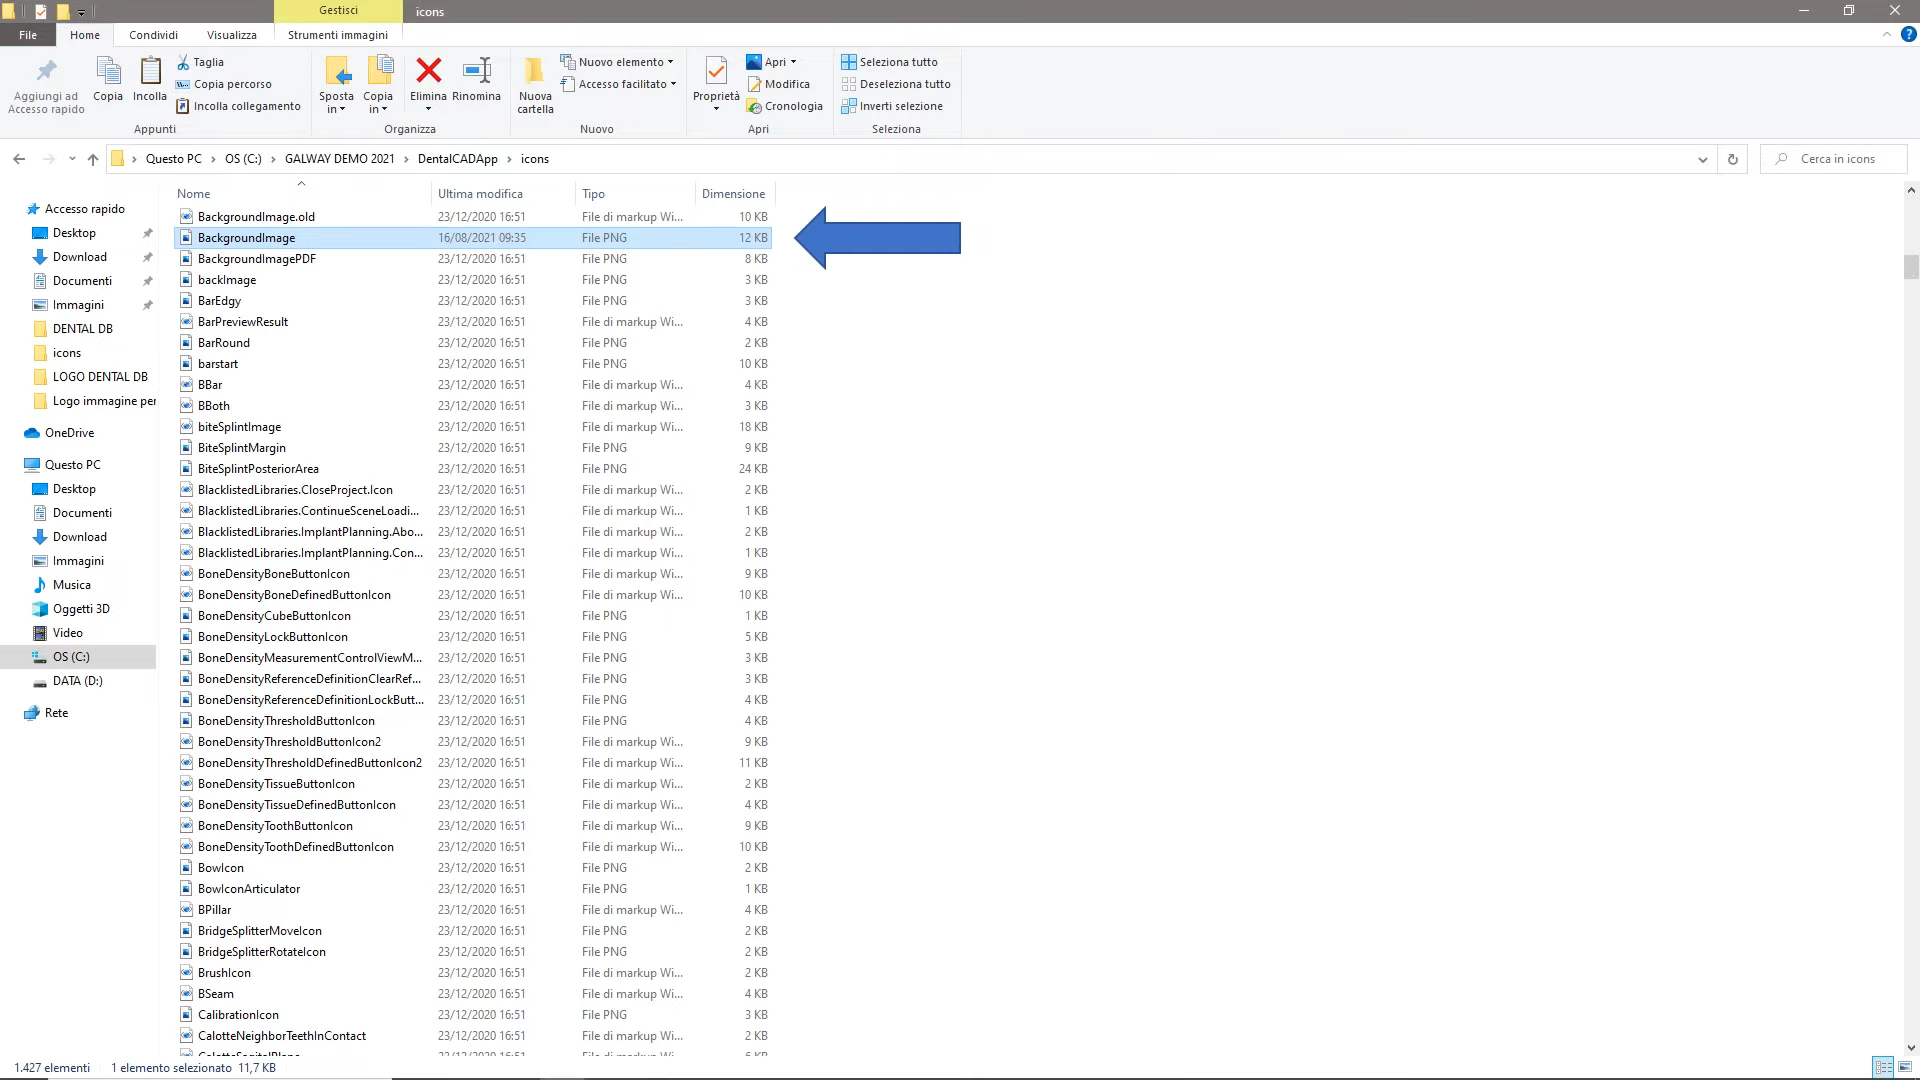 Gestisci
icons
File
Home
Condividi
Visualizza
Strumenti immagini
Aggiungi ad
Accesso rapido
Copia
Incolla
Taglia
Copia percorso
Incolla collegamento
Appunti
Sposta
in
Copia
in
Elimina
Rinomina
Organizza
Nuova
cartella
Nuovo elemento
Accesso facilitato
Nuovo
Proprietà
Apri
Modifica
Cronologia
Apri
Seleziona tutto
Deseleziona tutto
Inverti selezione
Seleziona
Questo PC > OS (C:) > GALWAY DEMO 2021 > DentalCADApp > icons
Cerca in icons
Accesso rapido
Desktop
Download
Documenti
Immagini
DENTAL DB
icons
LOGO DENTAL DB
Logo immagine per
OneDrive
Questo PC
Desktop
Documenti
Download
Immagini
Musica
Oggetti 3D
Video
OS (C:)
DATA (D:)
Rete
Nome Ultima modifica Tipo Dimensione
BackgroundImage.old 23/12/2020 16:51 File di markup Wi... 10 KB
BackgroundImage 16/08/2021 09:35 File PNG 12 KB
BackgroundImagePDF 23/12/2020 16:51 File PNG 8 KB
backImage 23/12/2020 16:51 File PNG 3 KB
BarEdgy 23/12/2020 16:51 File PNG 3 KB
BarPreviewResult 23/12/2020 16:51 File di markup Wi... 4 KB
BarRound 23/12/2020 16:51 File PNG 2 KB
barstart 23/12/2020 16:51 File PNG 10 KB
BBar 23/12/2020 16:51 File di markup Wi... 4 KB
BBoth 23/12/2020 16:51 File di markup Wi... 3 KB
biteSplintImage 23/12/2020 16:51 File di markup Wi... 18 KB
BiteSplintMargin 23/12/2020 16:51 File PNG 9 KB
BiteSplintPosteriorArea 23/12/2020 16:51 File PNG 24 KB
BlacklistedLibraries.CloseProject.Icon 23/12/2020 16:51 File di markup Wi... 2 KB
BlacklistedLibraries.ContinueSceneLoadi... 23/12/2020 16:51 File di markup Wi... 1 KB
BlacklistedLibraries.ImplantPlanning.Abo... 23/12/2020 16:51 File di markup Wi... 2 KB
BlacklistedLibraries.ImplantPlanning.Con... 23/12/2020 16:51 File di markup Wi... 1 KB
BoneDensityBoneButtonIcon 23/12/2020 16:51 File di markup Wi... 9 KB
BoneDensityBoneDefinedButtonIcon 23/12/2020 16:51 File di markup Wi... 10 KB
BoneDensityCubeButtonIcon 23/12/2020 16:51 File PNG 1 KB
BoneDensityLockButtonIcon 23/12/2020 16:51 File PNG 5 KB
BoneDensityMeasurementControlViewM... 23/12/2020 16:51 File PNG 3 KB
BoneDensityReferenceDefinitionClearRef... 23/12/2020 16:51 File PNG 3 KB
BoneDensityReferenceDefinitionLockButt... 23/12/2020 16:51 File PNG 4 KB
BoneDensityThresholdButtonIcon 23/12/2020 16:51 File PNG 4 KB
BoneDensityThresholdButtonIcon2 23/12/2020 16:51 File di markup Wi... 9 KB
BoneDensityThresholdDefinedButtonIcon2 23/12/2020 16:51 File di markup Wi... 11 KB
BoneDensityTissueButtonIcon 23/12/2020 16:51 File di markup Wi... 2 KB
BoneDensityTissueDefinedButtonIcon 23/12/2020 16:51 File di markup Wi... 4 KB
BoneDensityToothButtonIcon 23/12/2020 16:51 File di markup Wi... 9 KB
BoneDensityToothDefinedButtonIcon 23/12/2020 16:51 File di markup Wi... 10 KB
BowIcon 23/12/2020 16:51 File PNG 2 KB
BowIconArticulator 23/12/2020 16:51 File PNG 1 KB
BPillar 23/12/2020 16:51 File di markup Wi... 4 KB
BridgeSplitterMoveIcon 23/12/2020 16:51 File PNG 2 KB
BridgeSplitterRotateIcon 23/12/2020 16:51 File PNG 2 KB
BrushIcon 23/12/2020 16:51 File di markup Wi... 2 KB
BSeam 23/12/2020 16:51 File di markup Wi... 4 KB
CalibrationIcon 23/12/2020 16:51 File PNG 3 KB
CalotteNeighborTeethInContact 23/12/2020 16:51 File di markup Wi... 2 KB
1.427 elementi 1 elemento selezionato 11,7 KB